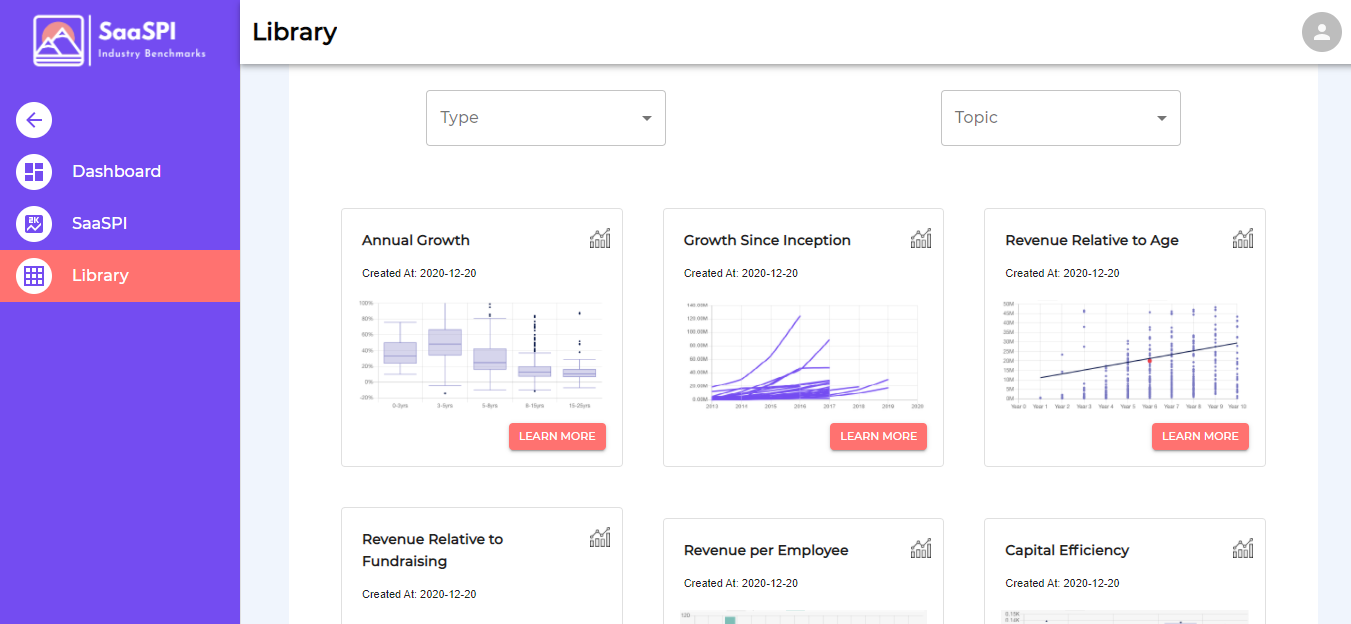 SaaSPI
Industry Benchmarks
Library
Dashboard
SaaSPI
Library
Type
Topic
Annual Growth
Created At: 2020-12-20
100%
80%
60%
40%
20%
0%
-20%
0-3yrs 3-5yrs 5-8yrs 8-15yrs 15-25yrs
LEARN MORE
Growth Since Inception
Created At: 2020-12-20
140.00M
120.00M
100.00M
80.00M
60.00M
40.00M
20.00M
0.00M
2015 2016 2017 2018 2019 2020
LEARN MORE
Revenue Relative to Age
Created At: 2020-12-20
50M
45M
40M
35M
30M
25M
20M
15M
10M
5M
0M
Year 0 Year 1 Year 2 Year 3 Year 4 Year 5 Year 6 Year 7 Year 8 Year 9 Year 10
LEARN MORE
Revenue Relative to
Fundraising
Created At: 2020-12-20
Revenue per Employee
Created At: 2020-12-20
Capital Efficiency
Created At: 2020-12-20